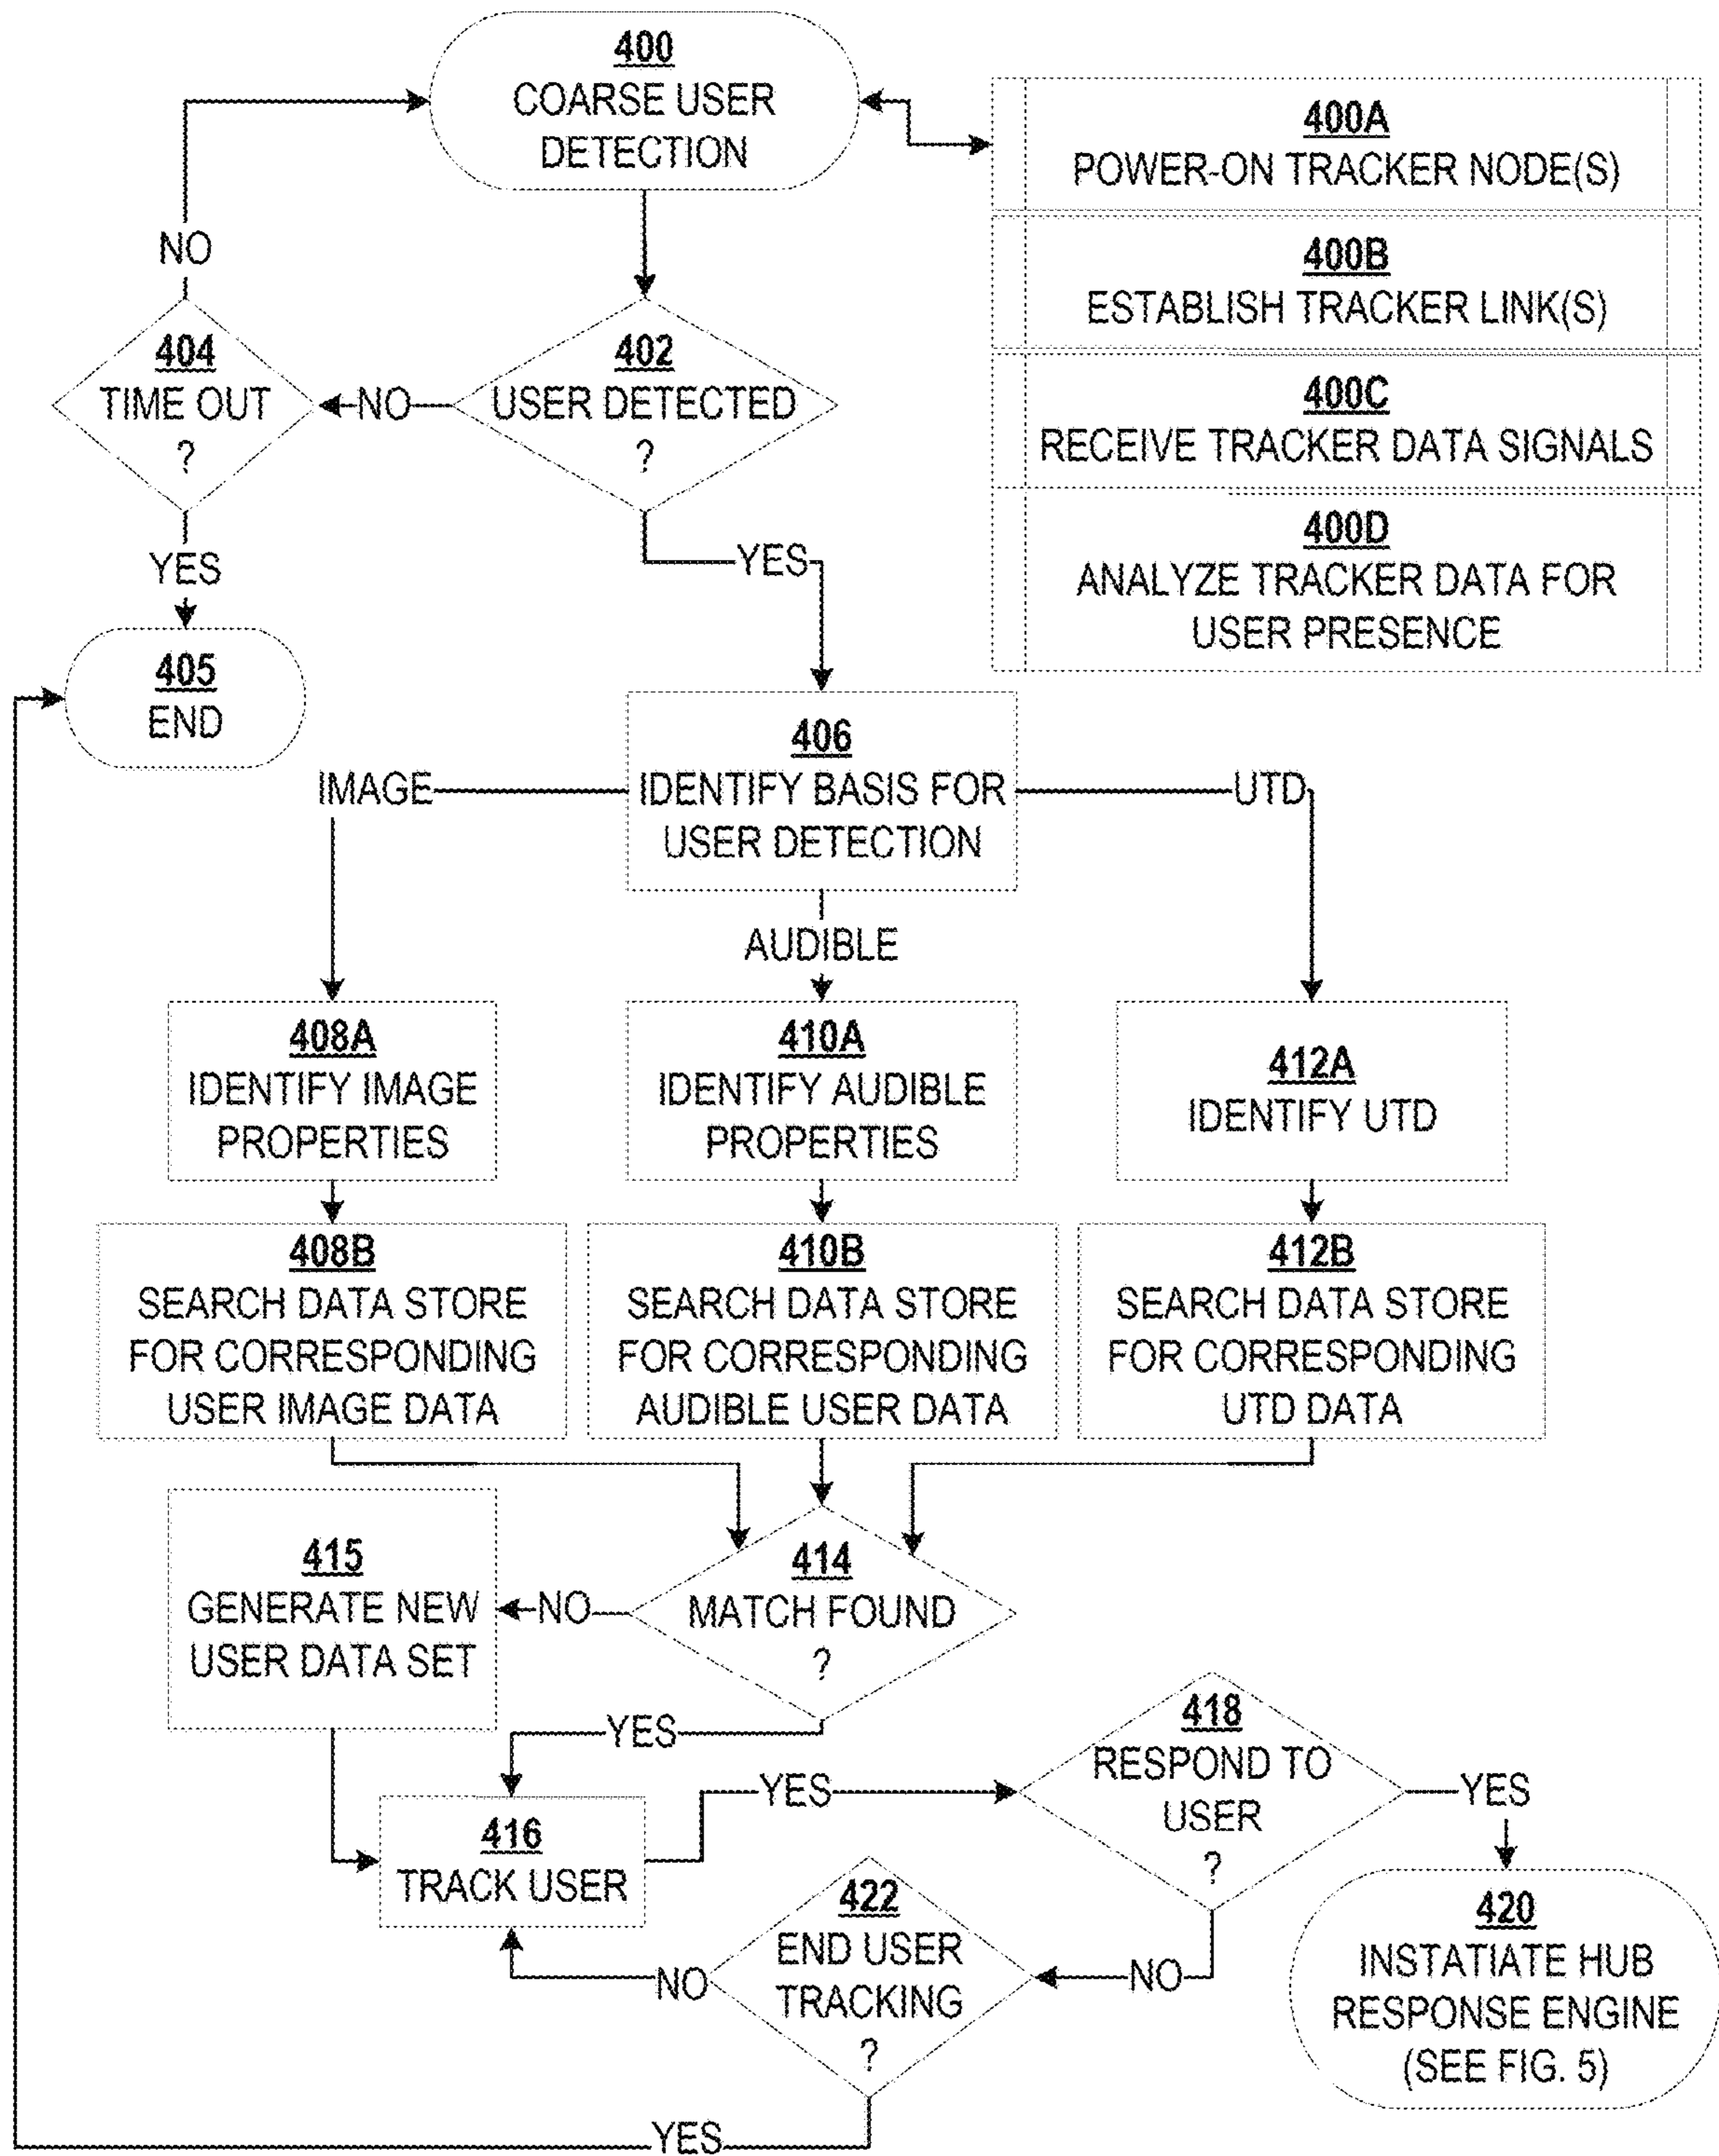 400
COARSE USER
DETECTION
400A
POWER-ON TRACKER NODE(S)
400B
ESTABLISH TRACKER LINK(S)
400C
RECEIVE TRACKER DATA SIGNALS
400D
ANALYZE TRACKER DATA FOR
USER PRESENCE
NO
404
TIME OUT
?
NO
402
USER DETECTED
?
YES
YES
405
END
406
IDENTIFY BASIS FOR
USER DETECTION
IMAGE
AUDIBLE
UTD
408A
IDENTIFY IMAGE
PROPERTIES
410A
IDENTIFY AUDIBLE
PROPERTIES
412A
IDENTIFY UTD
408B
SEARCH DATA STORE
FOR CORRESPONDING
USER IMAGE DATA
410B
SEARCH DATA STORE
FOR CORRESPONDING
AUDIBLE USER DATA
412B
SEARCH DATA STORE
FOR CORRESPONDING
UTD DATA
414
MATCH FOUND
?
NO
415
GENERATE NEW
USER DATA SET
YES
416
TRACK USER
YES
418
RESPOND TO
USER
?
YES
420
INSTATIATE HUB
RESPONSE ENGINE
(SEE FIG. 5)
NO
422
END USER
TRACKING
?
NO
YES